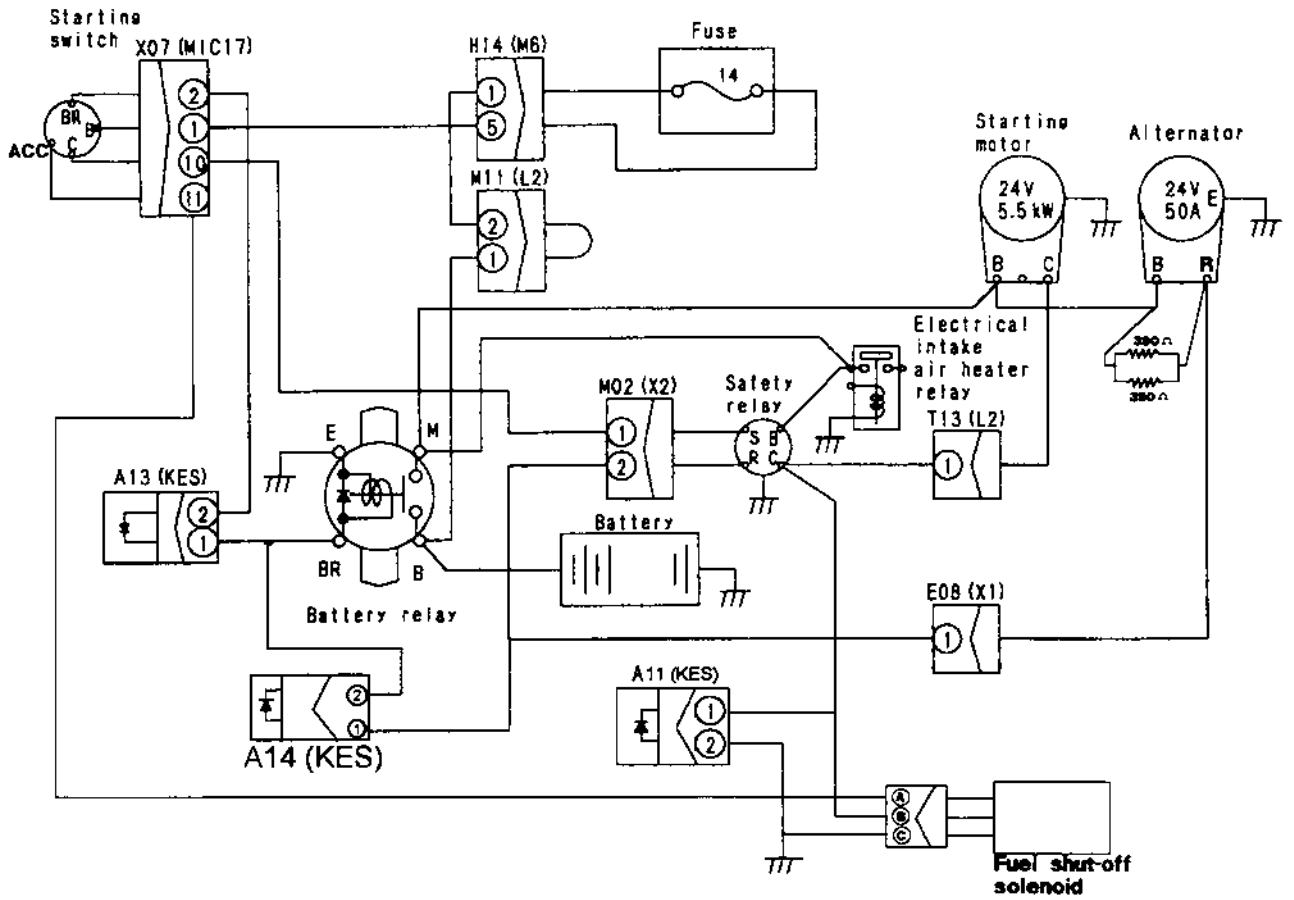 Starting
switch
X07 (MIC17)
BR
B
C
ACC
2
1
10
11
H14 (M6)
1
5
Fuse
14
M11 (L2)
2
1
Starting
motor
24V
5.5 kW
B
C
Alternator
24V
50A
E
B
R
Electrical
intake
air heater
relay
Safety
relay
S
B
R
C
M02 (X2)
1
2
T13 (L2)
1
A13 (KES)
2
1
E
M
BR
B
Battery relay
Battery
E08 (X1)
1
A14 (KES)
2
1
A11 (KES)
1
2
A
B
C
Fuel shut-off
solenoid